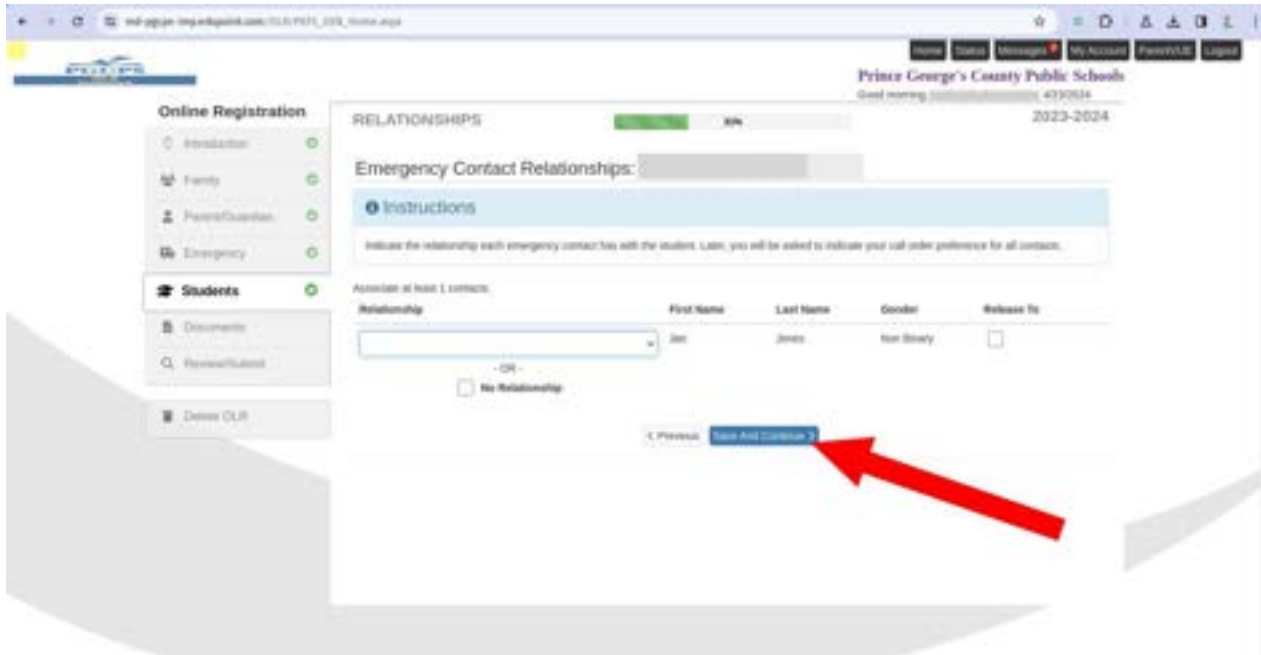 Home Status Messages My Account ParentVUE Logout
PGCPS
Prince George's County Public Schools
Good morning, 4/23/2024
Online Registration
RELATIONSHIPS
2023-2024
Introduction
Family
Parent/Guardian
Emergency
Students
Documents
Review/Submit
Delete OLR
Emergency Contact Relationships:
Instructions
Indicate the relationship each emergency contact has with the student. Later, you will be asked to indicate your call order preference for all contacts.
Associate at least 1 contacts.
Relationship First Name Last Name Gender Release To
Jones Non Binary
- OR -
No Relationship
< Previous Save And Continue >